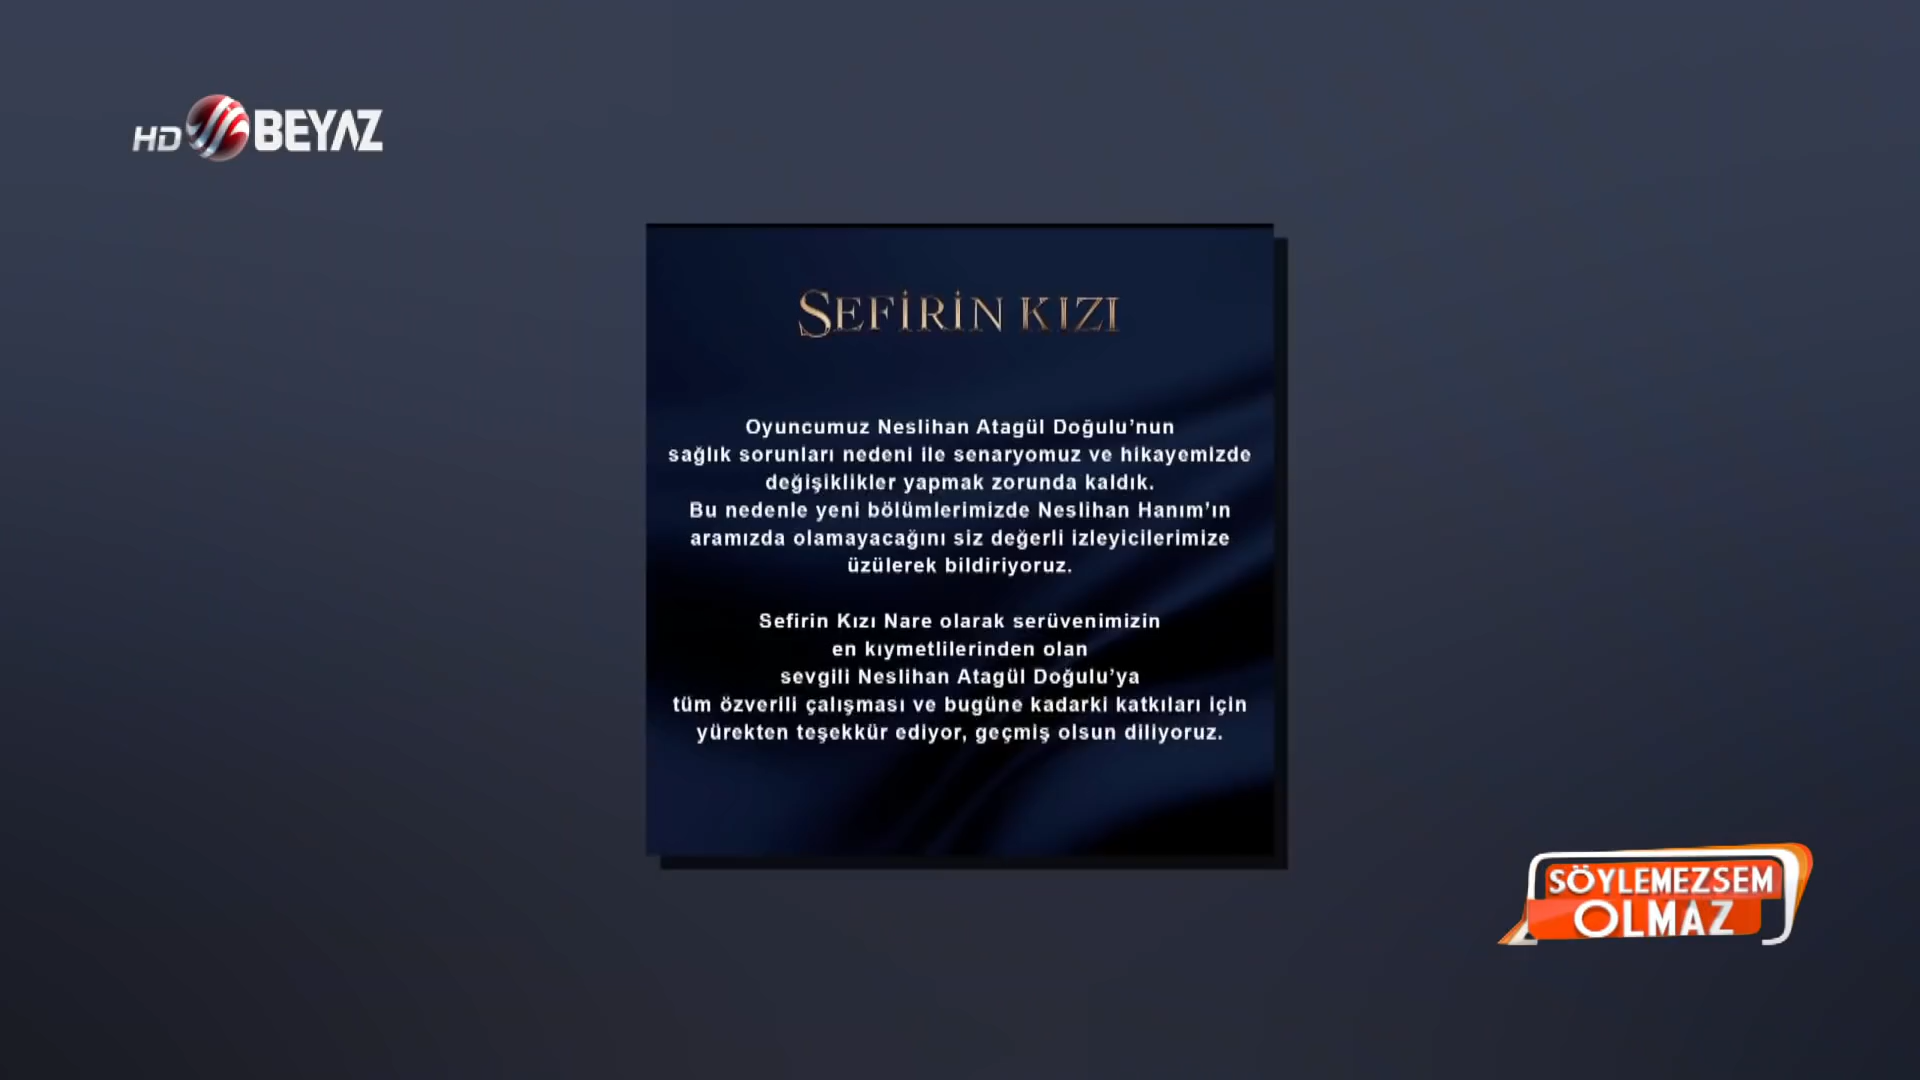 HD BEYAZ
SEFİRİN KIZI
Oyuncumuz Neslihan Atagül Doğulu’nun
sağlık sorunları nedeni ile senaryomuz ve hikayemizde
değişiklikler yapmak zorunda kaldık.
Bu nedenle yeni bölümlerimizde Neslihan Hanım’ın
aramızda olamayacağını siz değerli izleyicilerimize
üzülerek bildiriyoruz.
Sefirin Kızı Nare olarak serüvenimizin
en kıymetlilerinden olan
sevgili Neslihan Atagül Doğulu’ya
tüm özverili çalışması ve bugüne kadarki katkıları için
yürekten teşekkür ediyor, geçmiş olsun diliyoruz.
SÖYLEMEZSEM
OLMAZ